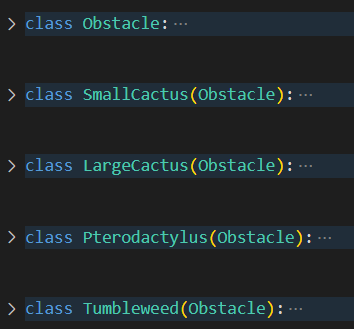 class Obstacle:···
class SmallCactus(Obstacle):···
class LargeCactus(Obstacle):···
class Pterodactylus(Obstacle):···
class Tumbleweed(Obstacle):···